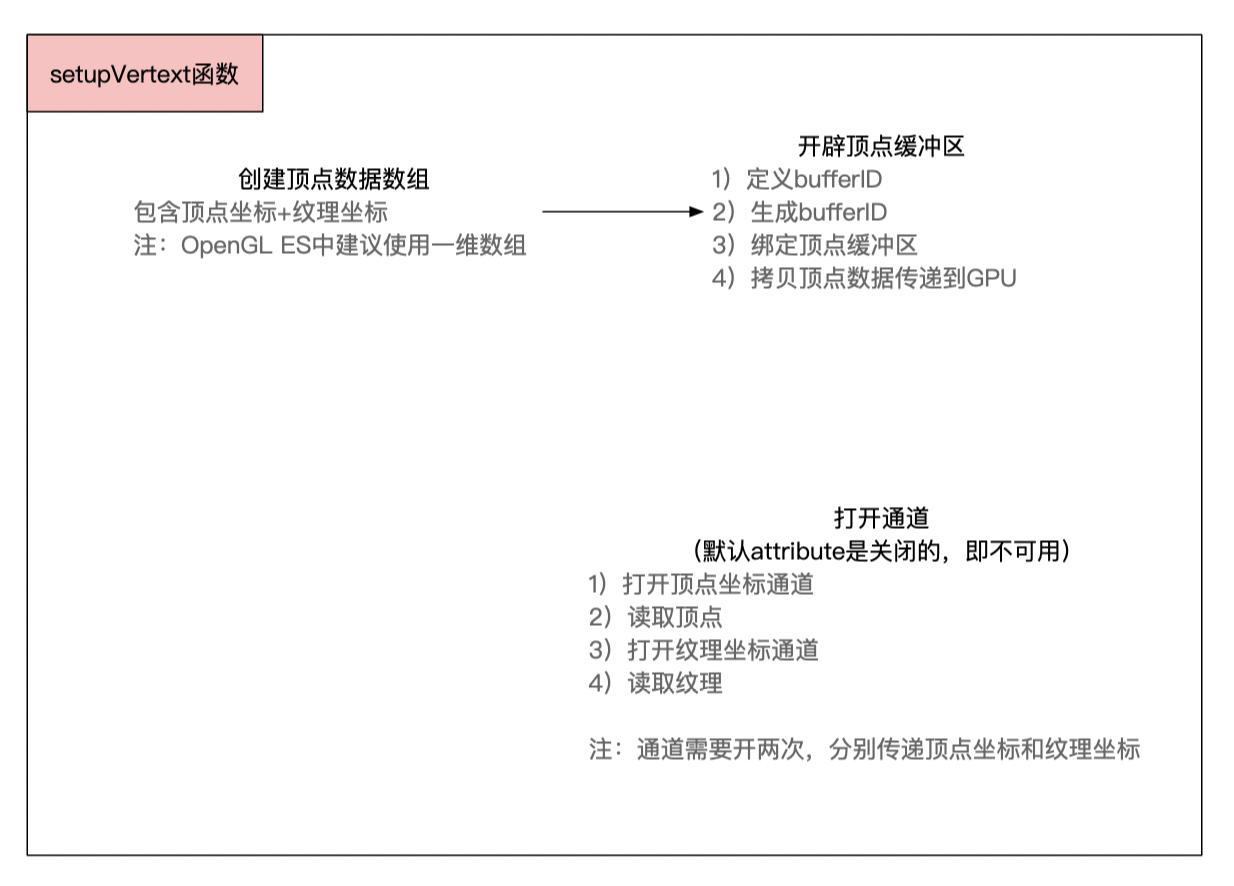 setupVertext函数
创建顶点数据数组
包含顶点坐标+纹理坐标
注：OpenGL ES中建议使用一维数组
开辟顶点缓冲区
1）定义bufferID
2）生成bufferID
3）绑定顶点缓冲区
4）拷贝顶点数据传递到GPU
打开通道
（默认attribute是关闭的，即不可用）
1）打开顶点坐标通道
2）读取顶点
3）打开纹理坐标通道
4）读取纹理
注：通道需要开两次，分别传递顶点坐标和纹理坐标